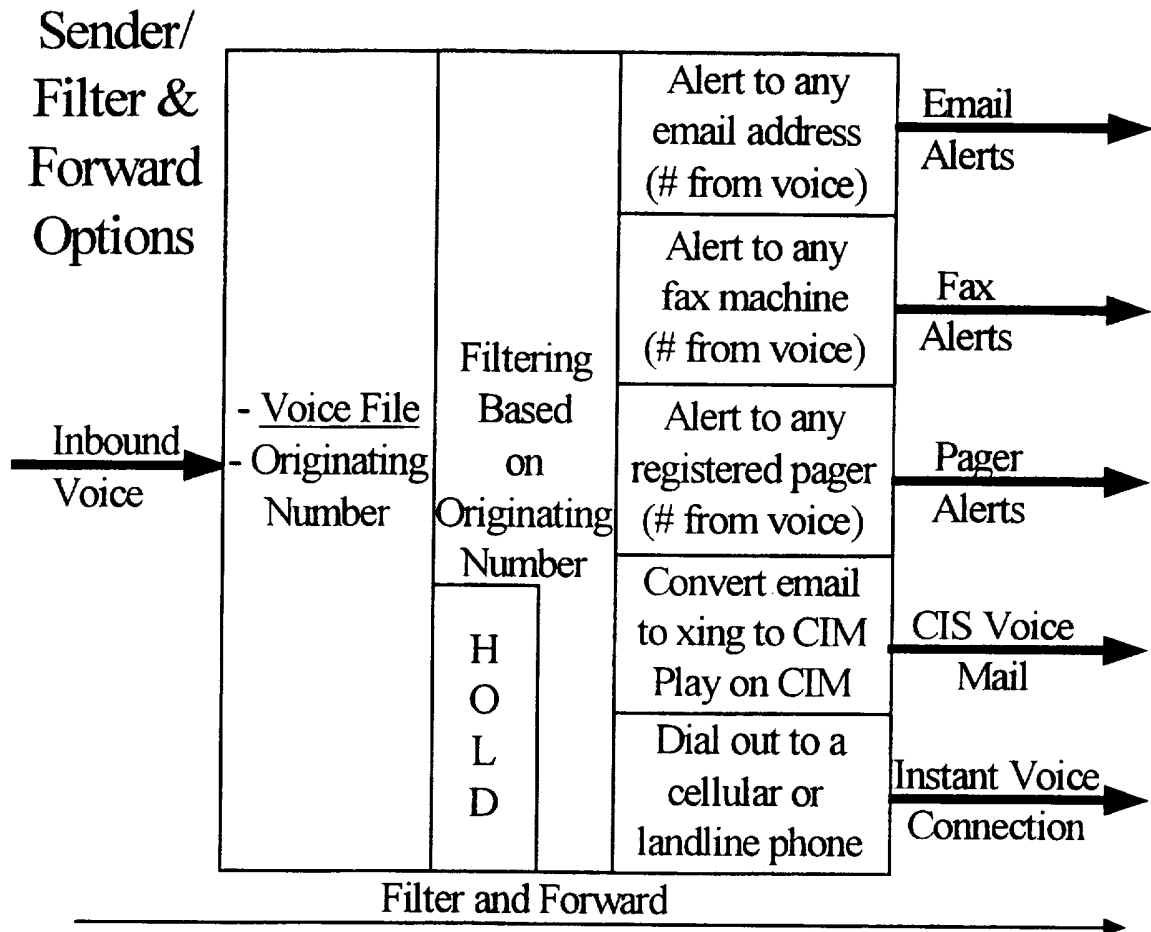 Sender/
Filter &
Forward
Options
Inbound
Voice
- Voice File
- Originating
Number
Filtering
Based
on
Originating
Number
H
O
L
D
Alert to any
email address
(# from voice)
Alert to any
fax machine
(# from voice)
Alert to any
registered pager
(# from voice)
Convert email
to xing to CIM
Play on CIM
Dial out to a
cellular or
landline phone
Email
Alerts
Fax
Alerts
Pager
Alerts
CIS Voice
Mail
Instant Voice
Connection
Filter and Forward